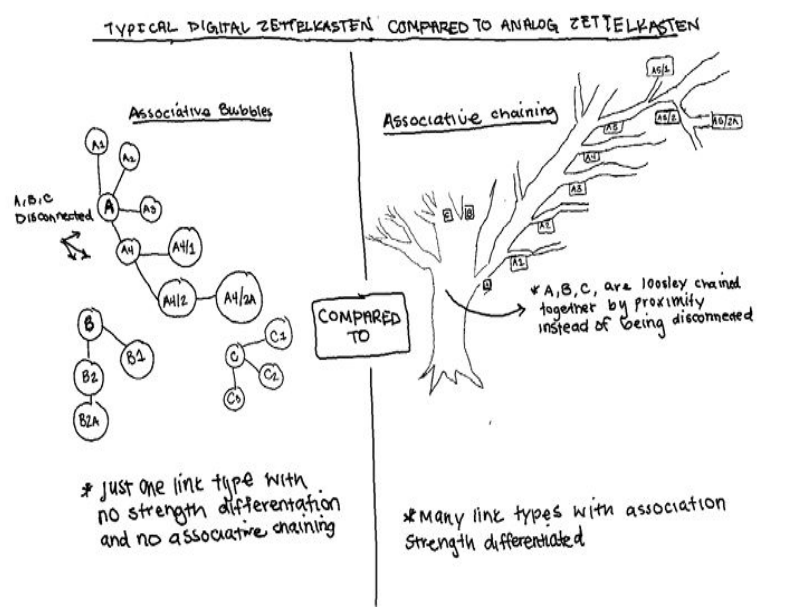 TYPICAL DIGITAL ZETTELKASTEN COMPARED TO ANALOG ZETTELKASTEN
Associative Bubbles
A1
A2
A
A3
A,B,C
Disconnected
A4
A4/1
A4/2
A4/2A
B
B1
B2
B2A
C
C1
C2
C3
* Just one link type with
no strength differentation
and no associative chaining
COMPARED
TO
Associative chaining
A5/1
A5/2
A5/2A
A5
A4
A3
A2
A1
A
C
B
* A,B,C, are loosley chained
together by proximity
instead of being disconnected
* Many link types with association
strength differentiated